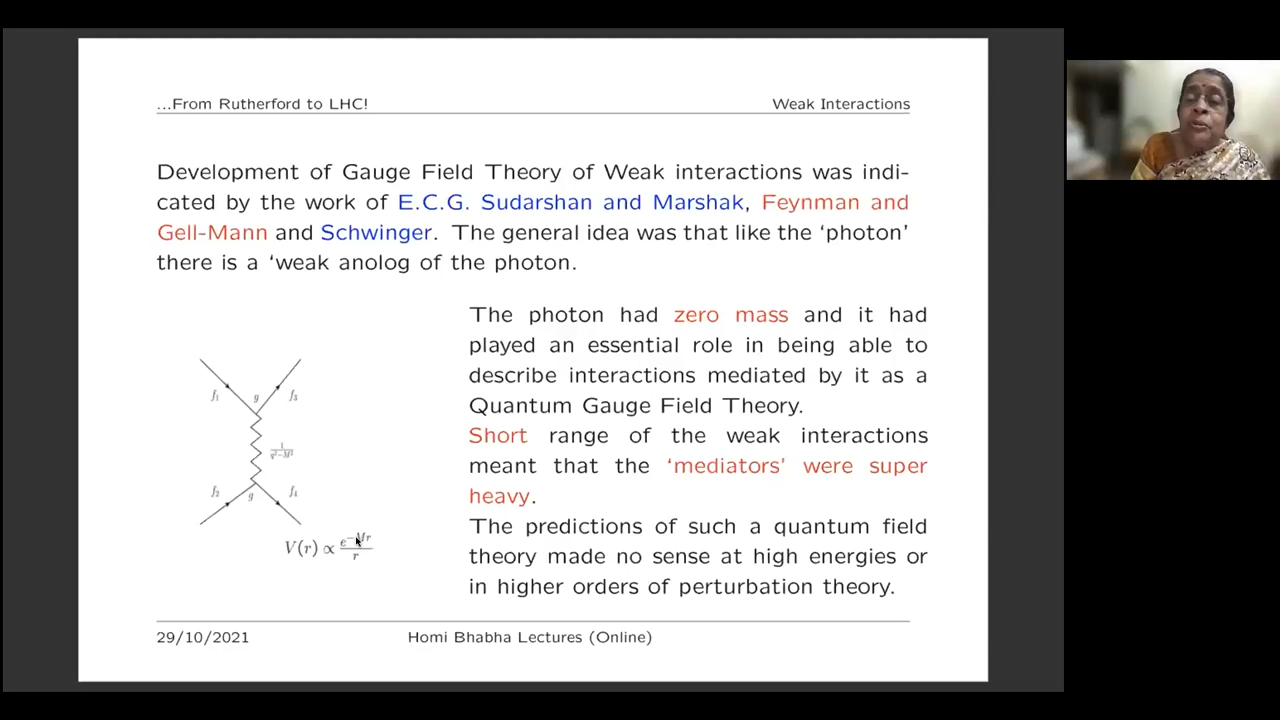 ...From Rutherford to LHC! Weak Interactions
Development of Gauge Field Theory of Weak interactions was indi-
cated by the work of E.C.G. Sudarshan and Marshak, Feynman and
Gell-Mann and Schwinger. The general idea was that like the ‘photon’
there is a ‘weak anolog of the photon.
The photon had zero mass and it had
played an essential role in being able to
describe interactions mediated by it as a
Quantum Gauge Field Theory.
Short range of the weak interactions
meant that the ‘mediators’ were super
heavy.
The predictions of such a quantum field
theory made no sense at high energies or
in higher orders of perturbation theory.
f₁ g f₃
1/(q²−M²)
f₂ g f₄
V(r) ∝ e^{−Mr}/r
29/10/2021 Homi Bhabha Lectures (Online)